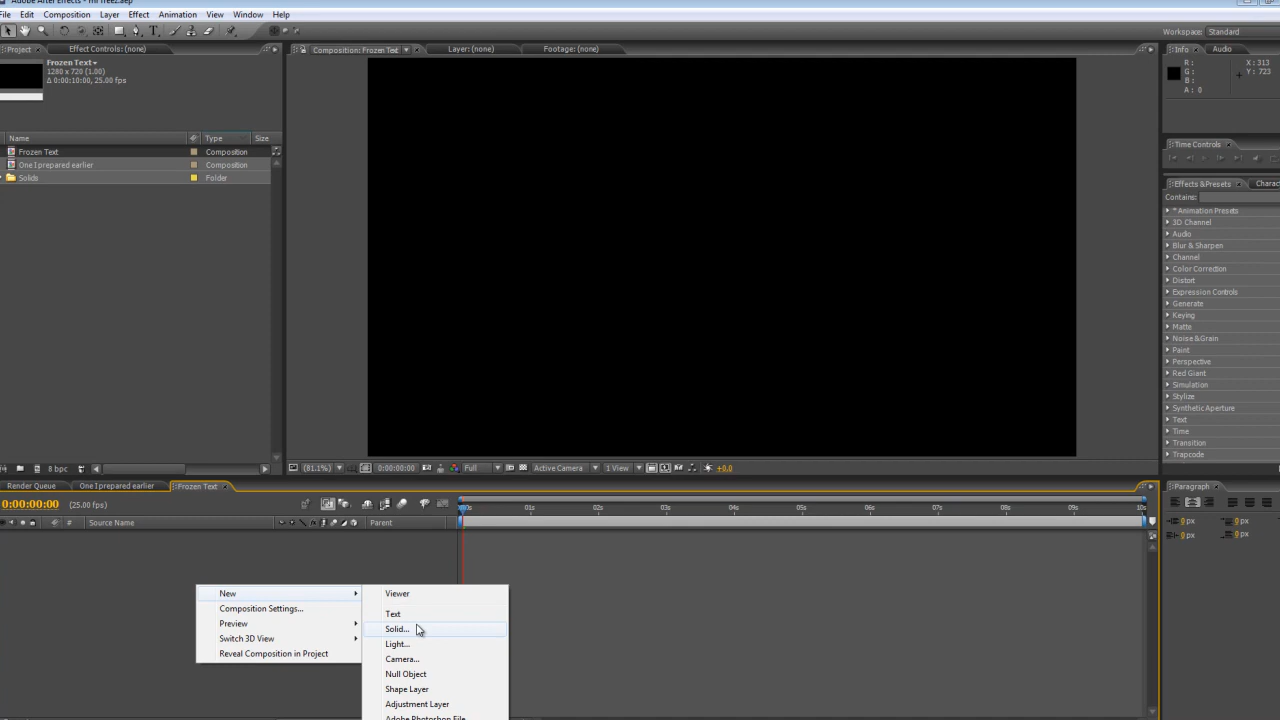 File Edit Composition Layer Effect Animation View Window Help
Workspace: Standard
Project Effect Controls: (none)
Composition: Frozen Text Layer: (none) Footage: (none)
Info Audio
Frozen Text
1280 x 720 (1.00)
Δ 0:00:10:00, 25.00 fps
R:
G:
B:
A: 0
X: 313
Y: 723
Name Type Size
Frozen Text Composition
One I prepared earlier Composition
Solids Folder
Time Controls
Effects & Presets
Contains:
* Animation Presets
3D Channel
Audio
Blur & Sharpen
Channel
Color Correction
Distort
Expression Controls
Generate
Keying
Matte
Noise & Grain
Paint
Perspective
Red Giant
Simulation
Stylize
Synthetic Aperture
Text
Time
Transition
Trapcode
8 bpc
(81.1%) 0:00:00:00 Full Active Camera 1 View +0.0
Render Queue One I prepared earlier Frozen Text
Paragraph
0:00:00:00 (25.00 fps)
01s 02s 03s 04s 05s 06s 07s 08s 09s 10s
# Source Name Parent
0 px 0 px
0 px 0 px
New
Composition Settings...
Preview
Switch 3D View
Reveal Composition in Project
Viewer
Text
Solid...
Light...
Camera...
Null Object
Shape Layer
Adjustment Layer
Adobe Photoshop File